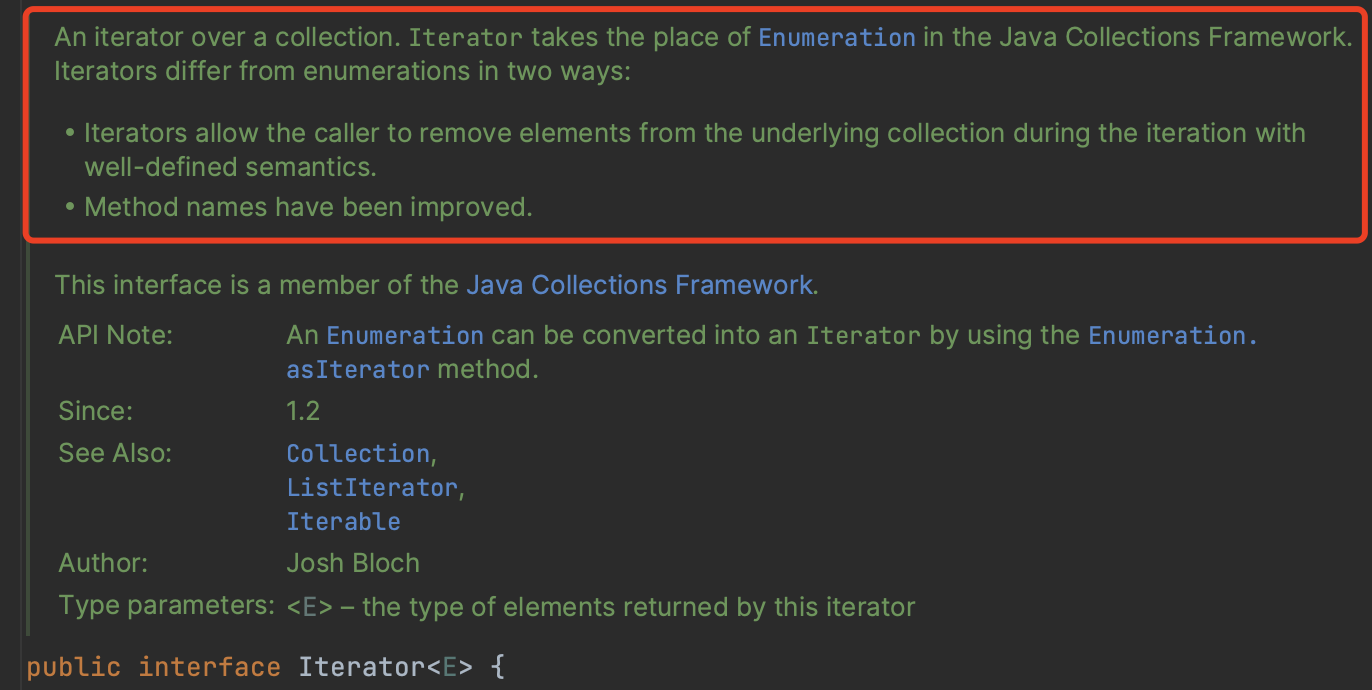 An iterator over a collection. Iterator takes the place of Enumeration in the Java Collections Framework.
Iterators differ from enumerations in two ways:
• Iterators allow the caller to remove elements from the underlying collection during the iteration with
well-defined semantics.
• Method names have been improved.
This interface is a member of the Java Collections Framework.
API Note: An Enumeration can be converted into an Iterator by using the Enumeration.
asIterator method.
Since: 1.2
See Also: Collection,
ListIterator,
Iterable
Author: Josh Bloch
Type parameters: <E> – the type of elements returned by this iterator
public interface Iterator<E> {